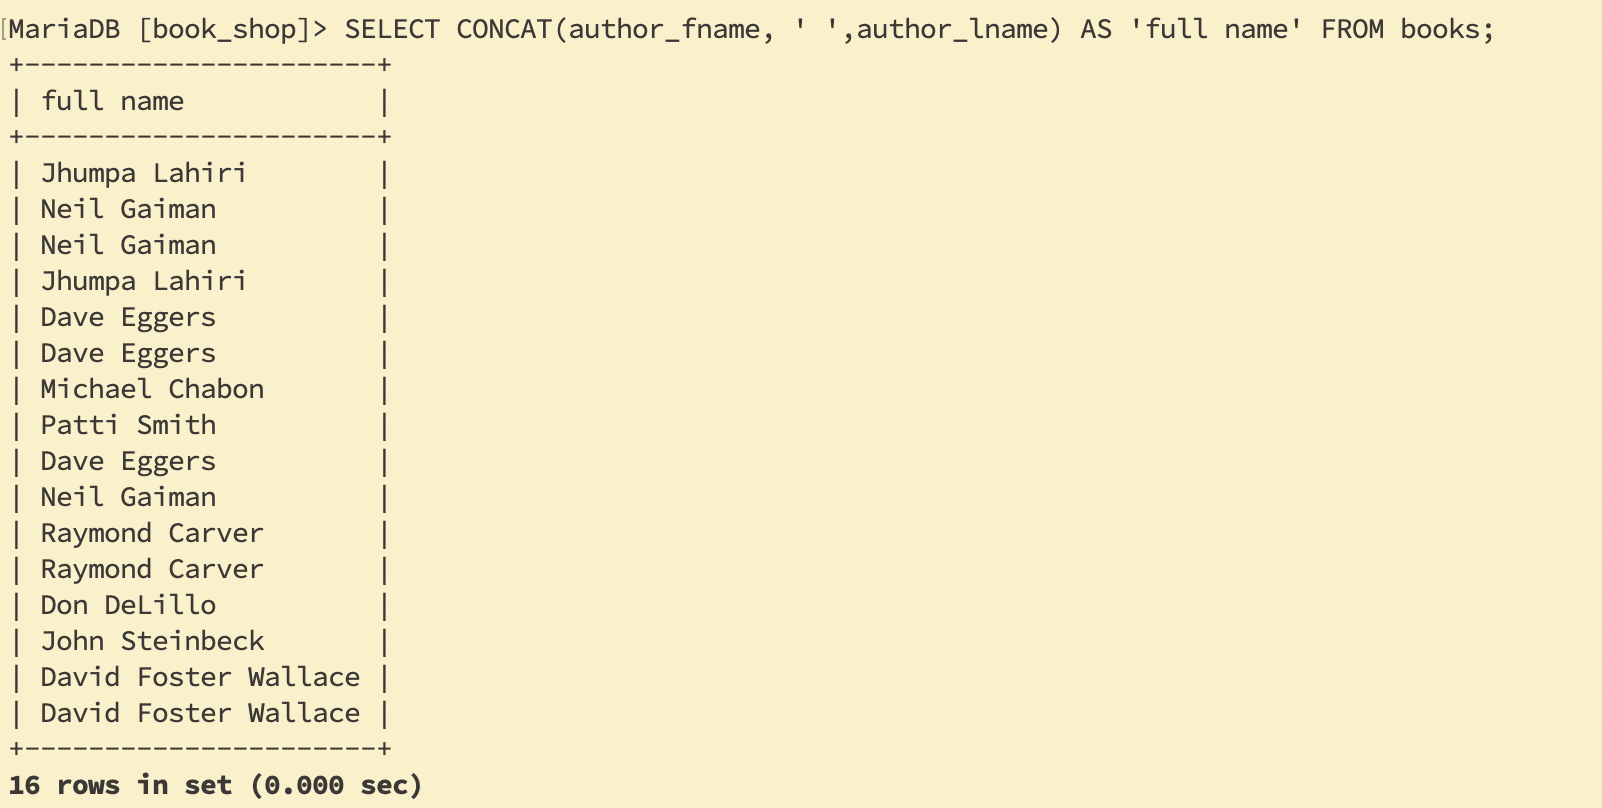 MariaDB [book_shop]> SELECT CONCAT(author_fname, ' ',author_lname) AS 'full name' FROM books;
+----------------------+
| full name            |
+----------------------+
| Jhumpa Lahiri        |
| Neil Gaiman          |
| Neil Gaiman          |
| Jhumpa Lahiri        |
| Dave Eggers          |
| Dave Eggers          |
| Michael Chabon       |
| Patti Smith          |
| Dave Eggers          |
| Neil Gaiman          |
| Raymond Carver       |
| Raymond Carver       |
| Don DeLillo          |
| John Steinbeck       |
| David Foster Wallace |
| David Foster Wallace |
+----------------------+
16 rows in set (0.000 sec)